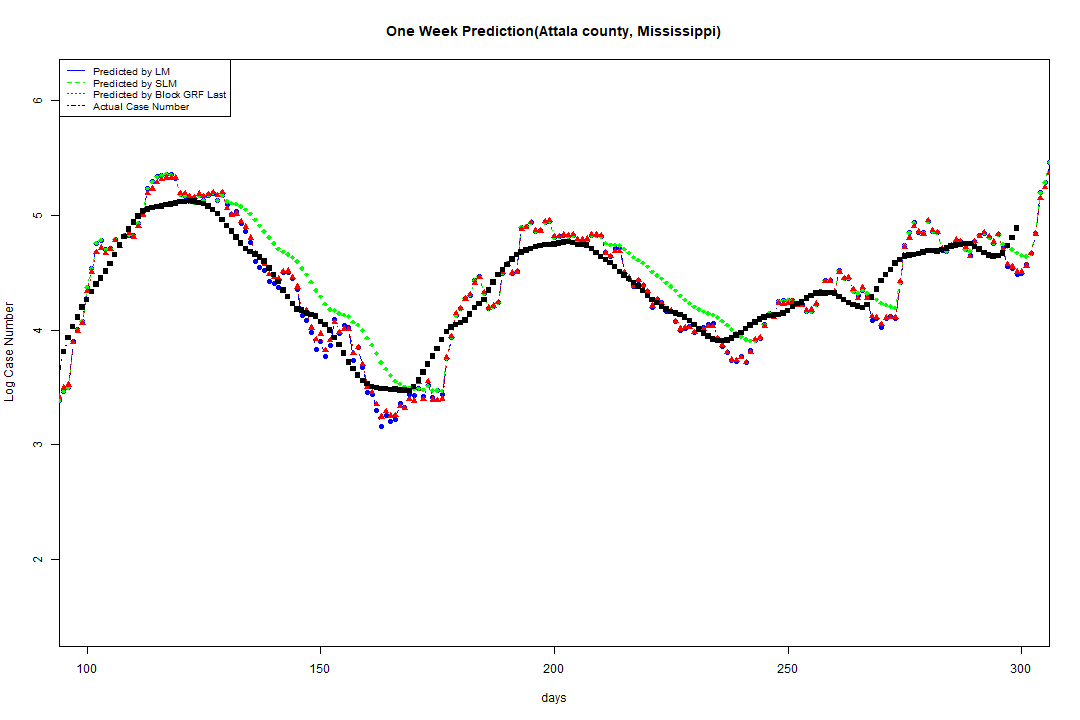 One Week Prediction(Attala county, Mississippi)
Predicted by LM
Predicted by SLM
Predicted by Block GRF Last
Actual Case Number
6
5
4
3
2
Log Case Number
100 150 200 250 300
days